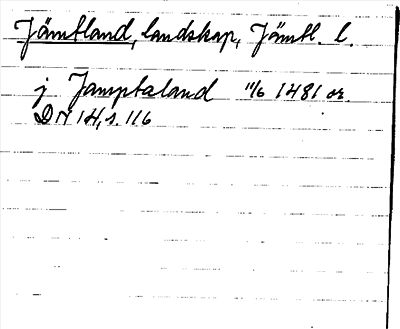 Jämtland, landskap, Jämtl. l.
j Jamptaland 11/6 1481 or.
DN 14, s. 116